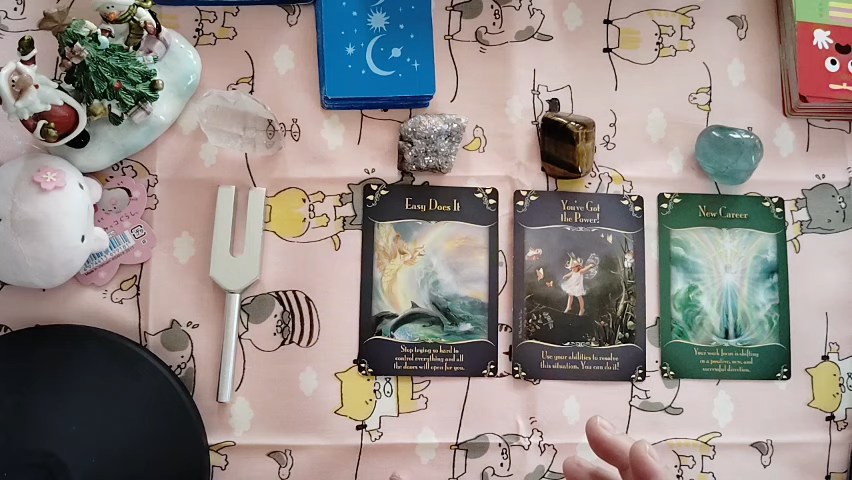 Easy Does It
Stop trying so hard to
control everything and all
the doors will open for you.
You've Got
the Power!
Use your abilities to resolve
this situation. You can do it!
New Career
Your work focus is shifting
in a positive, new, and
successful direction.